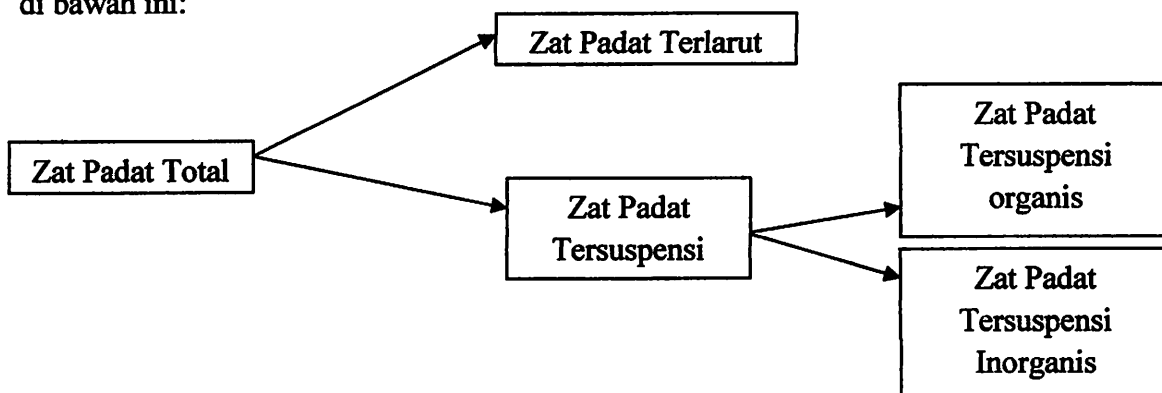 di bawah ini:
Zat Padat Terlarut
Zat Padat Total
Zat Padat
Tersuspensi
Zat Padat
Tersuspensi
organis
Zat Padat
Tersuspensi
Inorganis